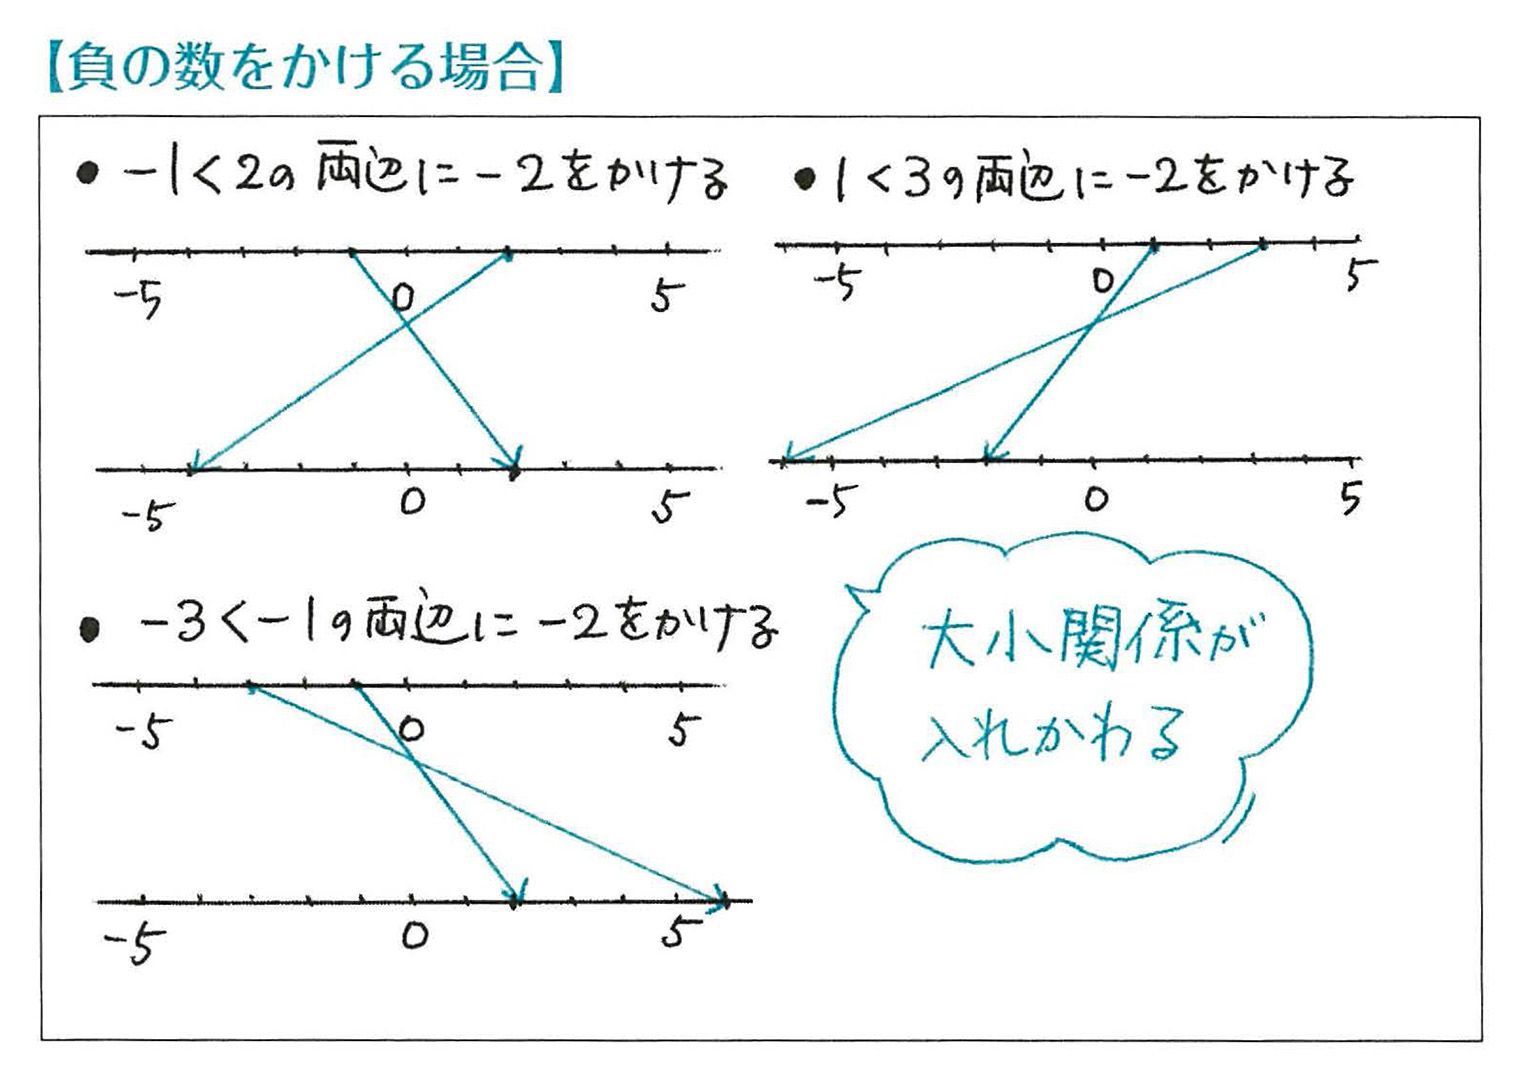 【負の数をかける場合】
● -1<2の両辺に-2をかける
-5 0 5
-5 0 5
● 1<3の両辺に-2をかける
-5 0 5
-5 0 5
● -3<-1の両辺に-2をかける
-5 0 5
-5 0 5
大小関係が
入れかわる